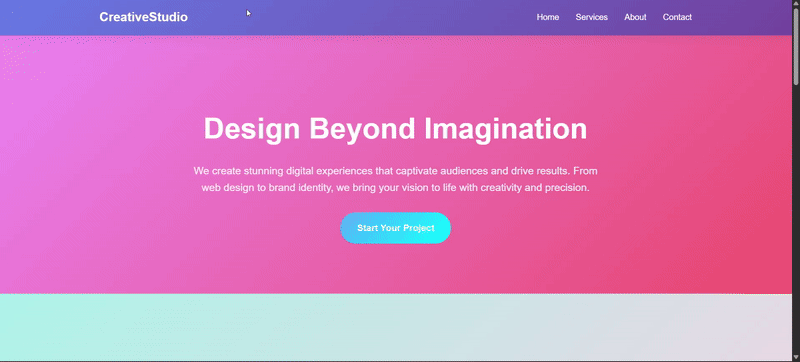 CreativeStudio
Home Services About Contact
Design Beyond Imagination
We create stunning digital experiences that captivate audiences and drive results. From
web design to brand identity, we bring your vision to life with creativity and precision.
Start Your Project